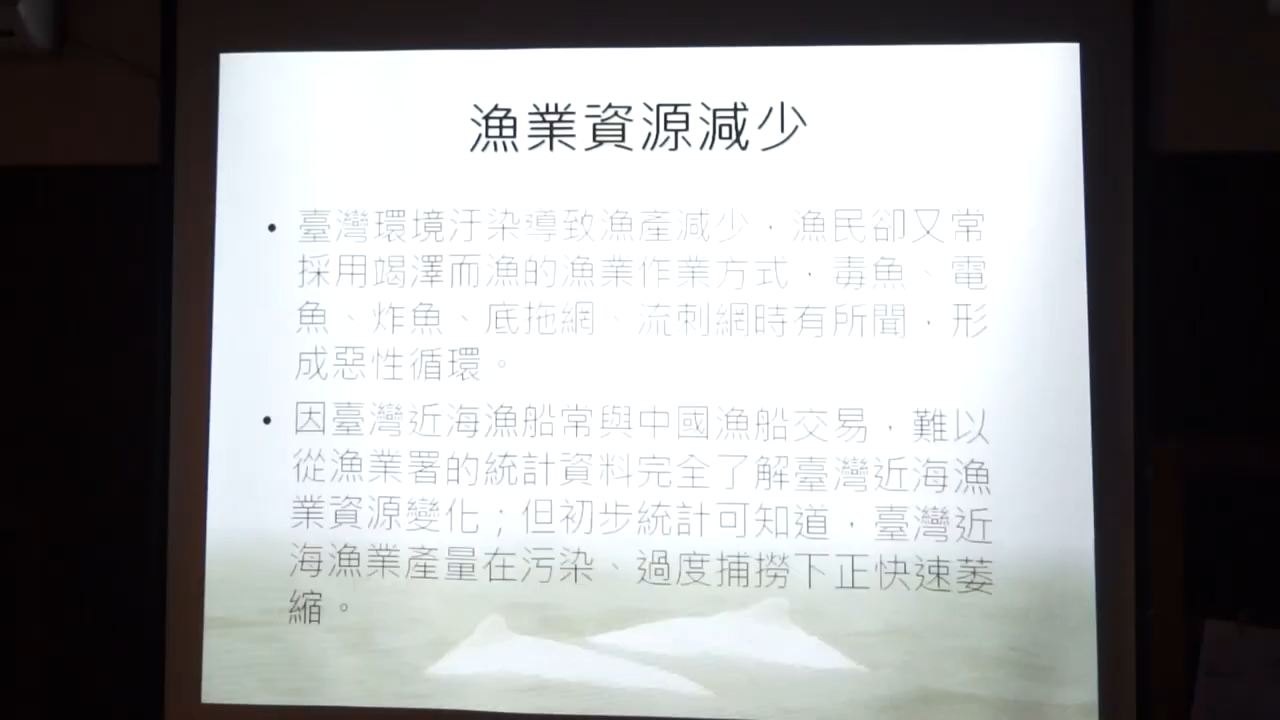 漁業資源減少
• 臺灣環境汙染導致漁產減少，漁民卻又常
採用竭澤而漁的漁業作業方式，毒魚、電
魚、炸魚、底拖網、流刺網時有所聞，形
成惡性循環。
• 因臺灣近海漁船常與中國漁船交易，難以
從漁業署的統計資料完全了解臺灣近海漁
業資源變化；但初步統計可知道，臺灣近
海漁業產量在污染、過度捕撈下正快速萎
縮。